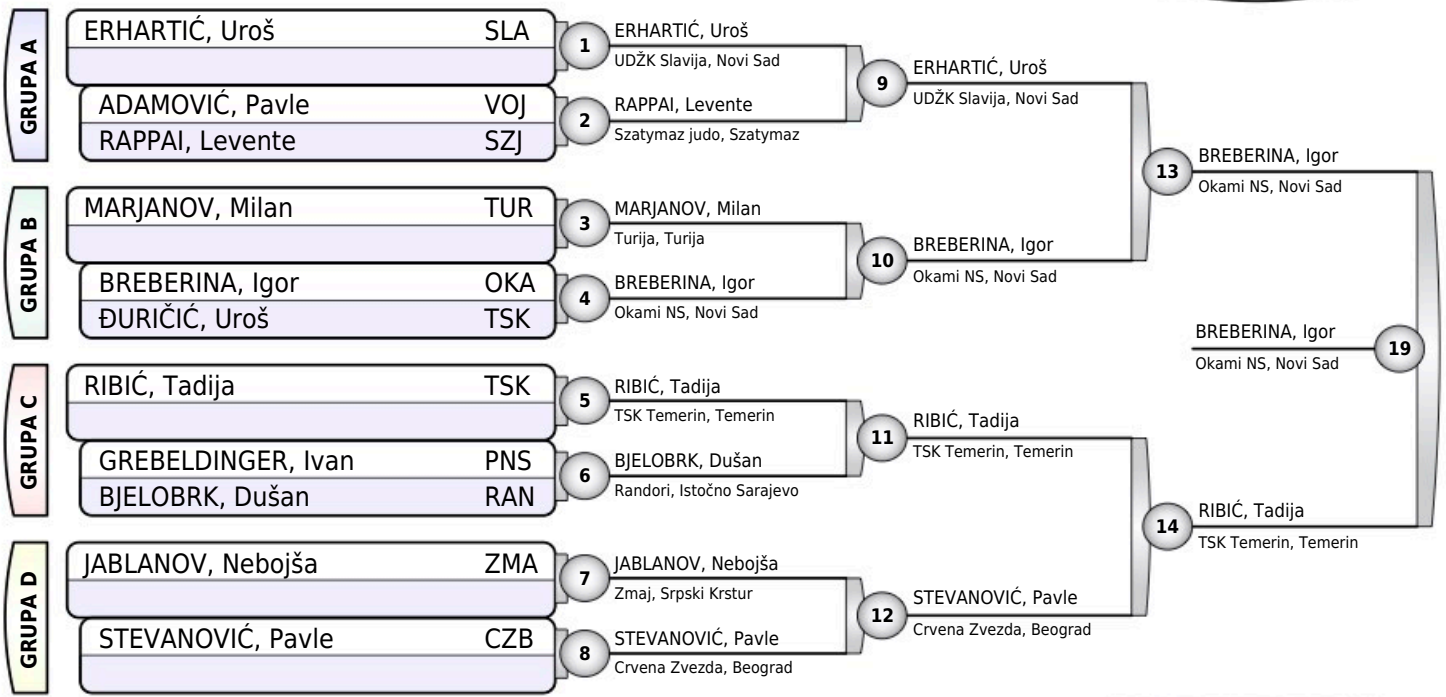 GRUPA A
ERHARTIĆ, Uroš SLA
ADAMOVIĆ, Pavle VOJ
RAPPAI, Levente SZJ
GRUPA B
MARJANOV, Milan TUR
BREBERINA, Igor OKA
ĐURIČIĆ, Uroš TSK
GRUPA C
RIBIĆ, Tadija TSK
GREBELDINGER, Ivan PNS
BJELOBRK, Dušan RAN
GRUPA D
JABLANOV, Nebojša ZMA
STEVANOVIĆ, Pavle CZB
1
ERHARTIĆ, Uroš
UDŽK Slavija, Novi Sad
2
RAPPAI, Levente
Szatymaz judo, Szatymaz
3
MARJANOV, Milan
Turija, Turija
4
BREBERINA, Igor
Okami NS, Novi Sad
5
RIBIĆ, Tadija
TSK Temerin, Temerin
6
BJELOBRK, Dušan
Randori, Istočno Sarajevo
7
JABLANOV, Nebojša
Zmaj, Srpski Krstur
8
STEVANOVIĆ, Pavle
Crvena Zvezda, Beograd
9
ERHARTIĆ, Uroš
UDŽK Slavija, Novi Sad
10
BREBERINA, Igor
Okami NS, Novi Sad
11
RIBIĆ, Tadija
TSK Temerin, Temerin
12
STEVANOVIĆ, Pavle
Crvena Zvezda, Beograd
13
BREBERINA, Igor
Okami NS, Novi Sad
14
RIBIĆ, Tadija
TSK Temerin, Temerin
BREBERINA, Igor
Okami NS, Novi Sad
19